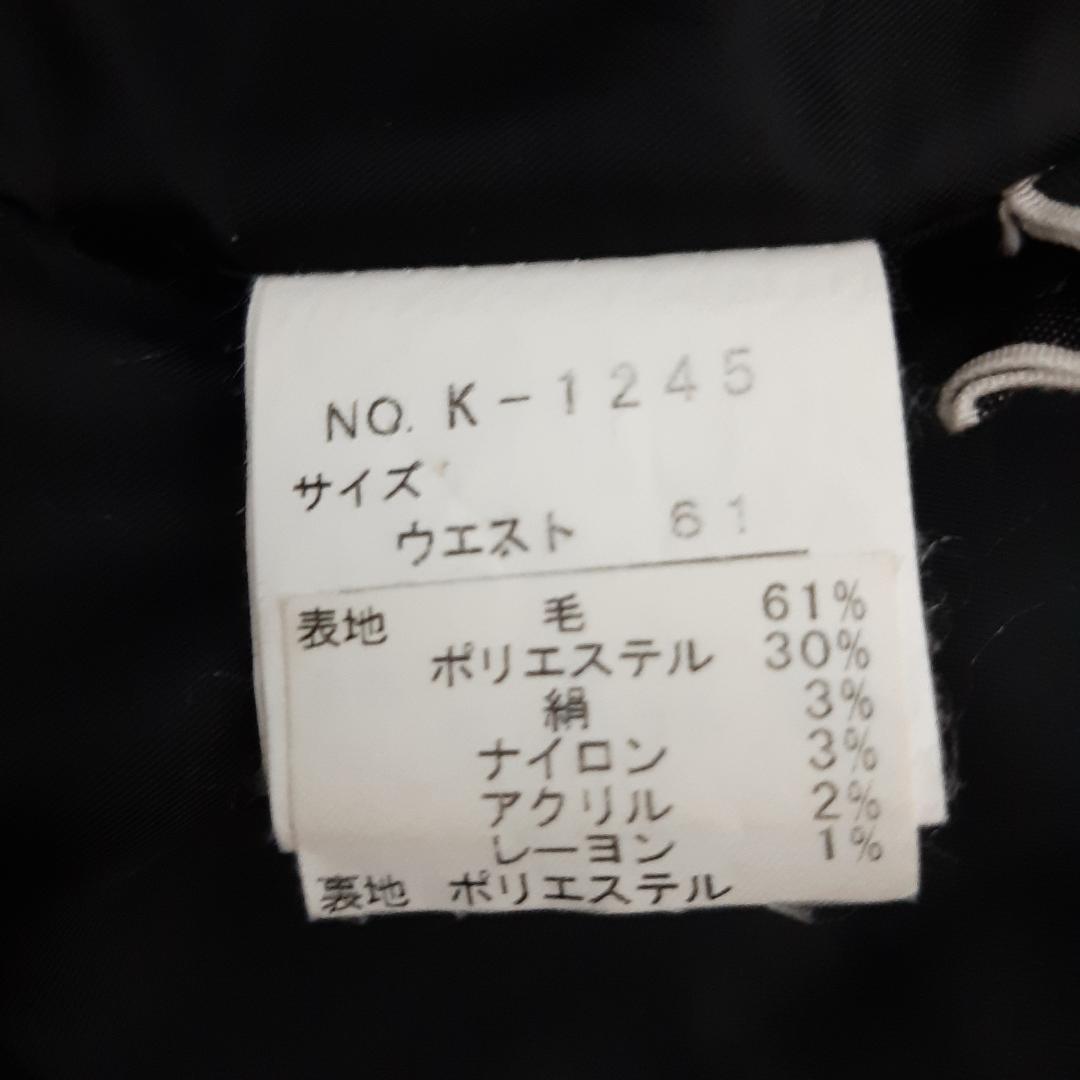 NO. K-1245
サイズ
ウエスト 61
表地 毛 61%
ポリエステル 30%
絹 3%
ナイロン 3%
アクリル 2%
レーヨン 1%
裏地 ポリエステル